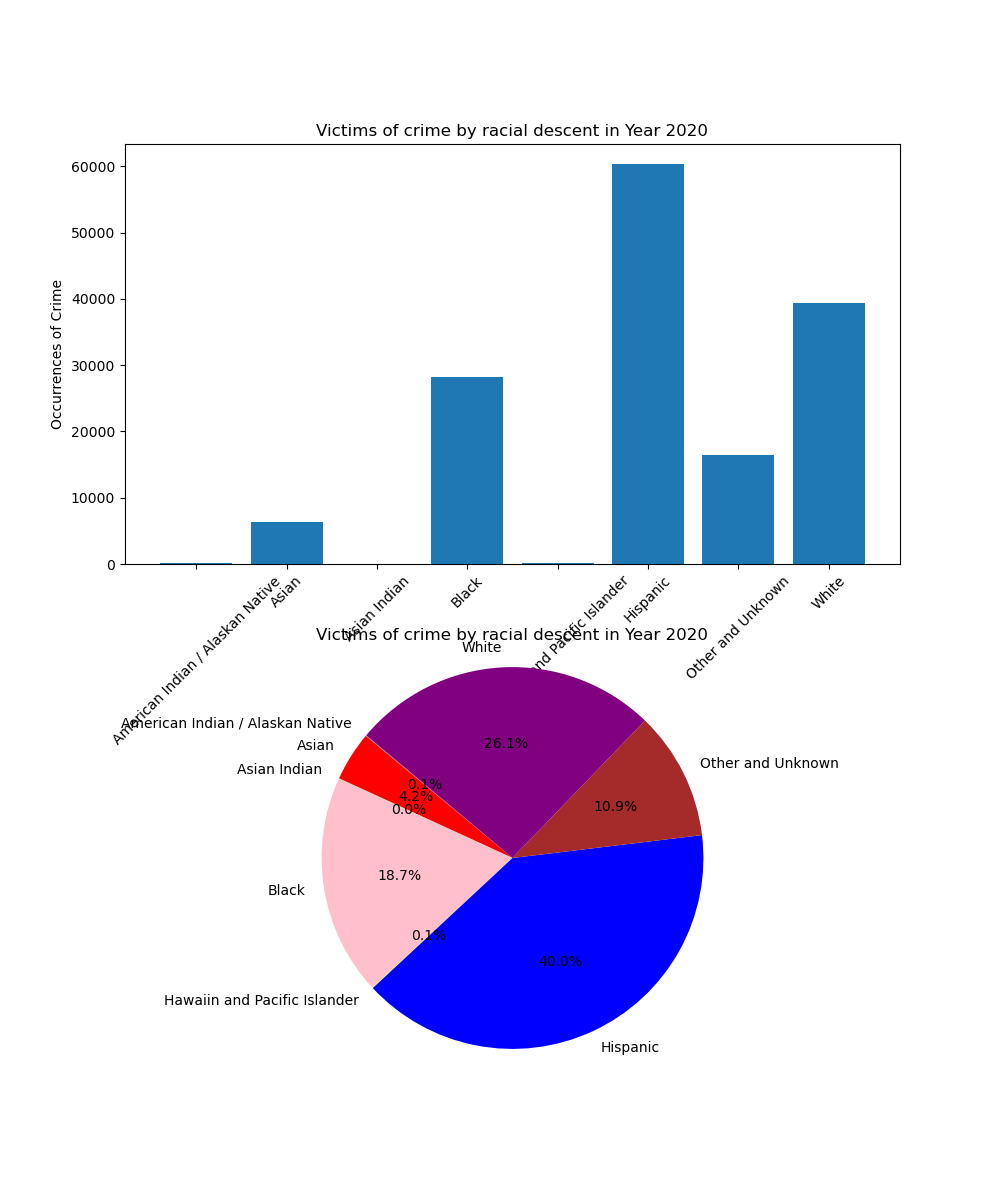 Victims of crime by racial descent in Year 2020
Occurrences of Crime
60000
50000
40000
30000
20000
10000
0
American Indian / Alaskan Native
Asian
Asian Indian
Black
and Pacific Islander
Hispanic
Other and Unknown
White
Victims of crime by racial descent in Year 2020
White
26.1%
American Indian / Alaskan Native
0.1%
Asian
4.2%
Asian Indian
0.0%
Other and Unknown
10.9%
Black
18.7%
0.1%
Hawaiin and Pacific Islander
40.0%
Hispanic